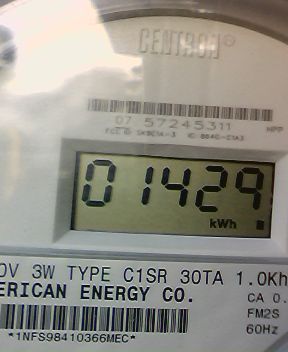 CENTRON®
07 57245311
HPP
01429
kWh
0V 3W TYPE C1SR 30TA 1.0Kh
ERICAN ENERGY CO.
CA 0.
FM2S
60Hz
*1NFS98410366MEC*